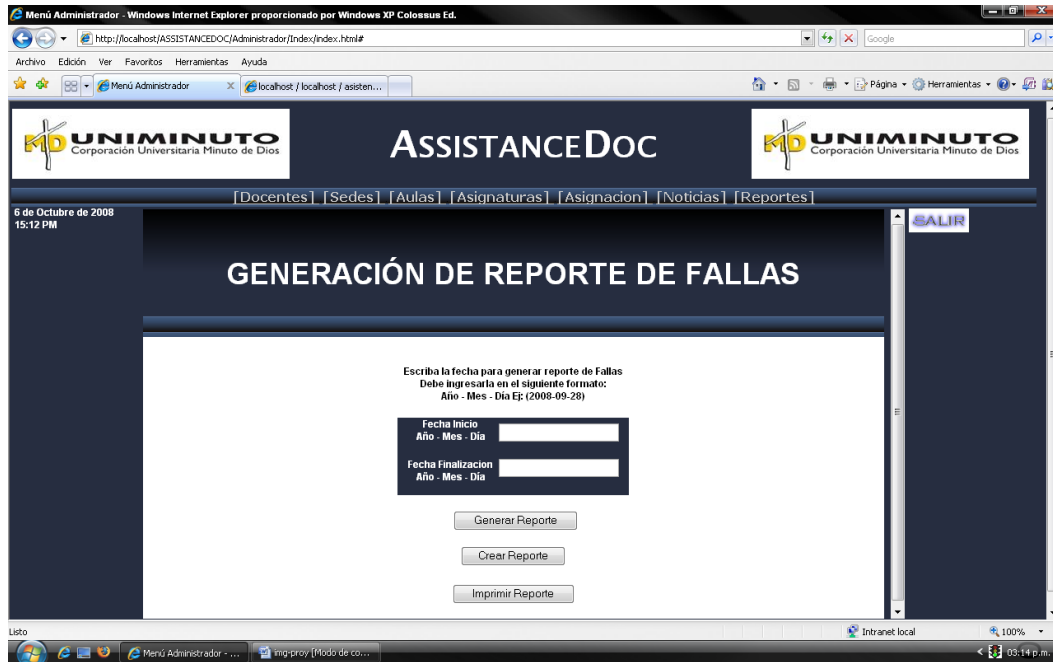 Menú Administrador - Windows Internet Explorer proporcionado por Windows XP Colossus Ed.
http://localhost/ASSISTANCEDOC/Administrador/Index/index.html#
Google
Archivo Edición Ver Favoritos Herramientas Ayuda
Menú Administrador
localhost / localhost / asisten...
Página
Herramientas
UNIMINUTO
Corporación Universitaria Minuto de Dios
ASSISTANCEDOC
UNIMINUTO
Corporación Universitaria Minuto de Dios
[Docentes] [Sedes] [Aulas] [Asignaturas] [Asignacion] [Noticias] [Reportes]
6 de Octubre de 2008
15:12 PM
SALIR
GENERACIÓN DE REPORTE DE FALLAS
Escriba la fecha para generar reporte de Fallas
Debe ingresarla en el siguiente formato:
Año - Mes - Día Ej: (2008-09-28)
Fecha Inicio
Año - Mes - Día
Fecha Finalizacion
Año - Mes - Día
Generar Reporte
Crear Reporte
Imprimir Reporte
Listo
Intranet local
100%
Menú Administrador - ...
img-proy [Modo de co...
03:14 p.m.